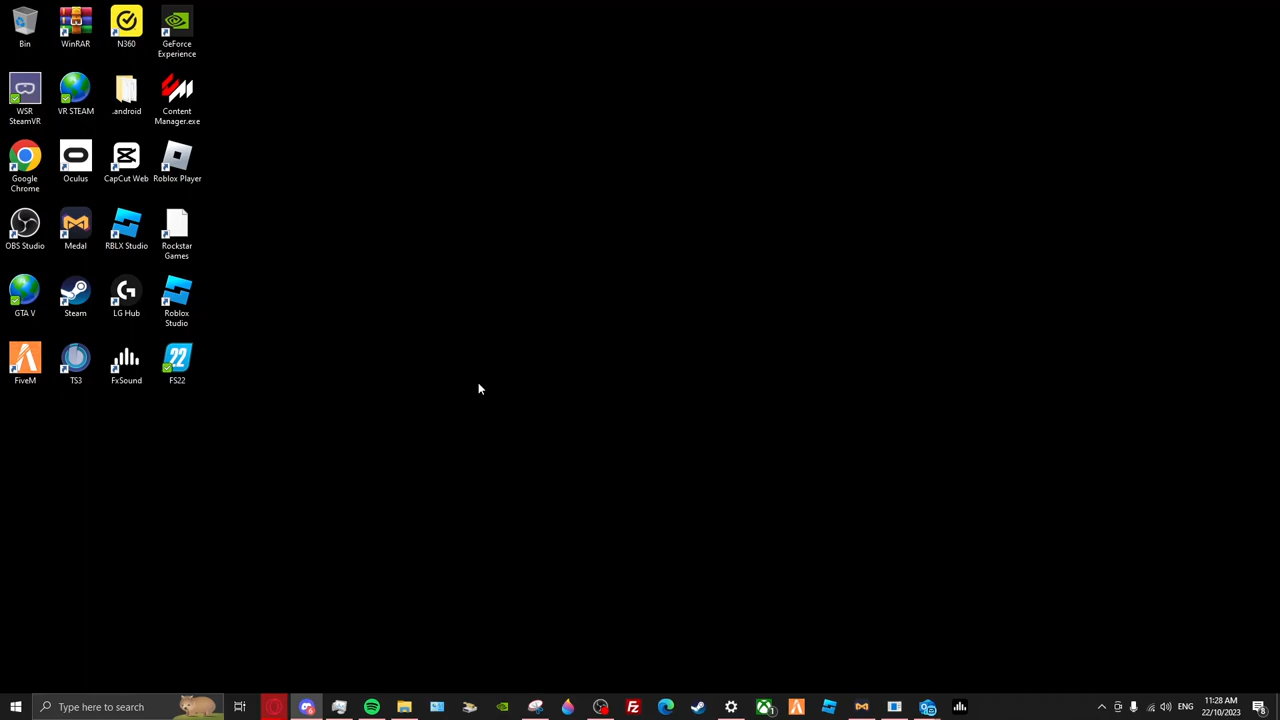 Bin
WinRAR
N360
GeForce
Experience
WSR
SteamVR
VR STEAM
.android
Content
Manager.exe
Google
Chrome
Oculus
CapCut Web
Roblox Player
OBS Studio
Medal
RBLX Studio
Rockstar
Games
GTA V
Steam
LG Hub
Roblox
Studio
FiveM
TS3
FxSound
FS22
22
Type here to search
ENG
11:28 AM
22/10/2023